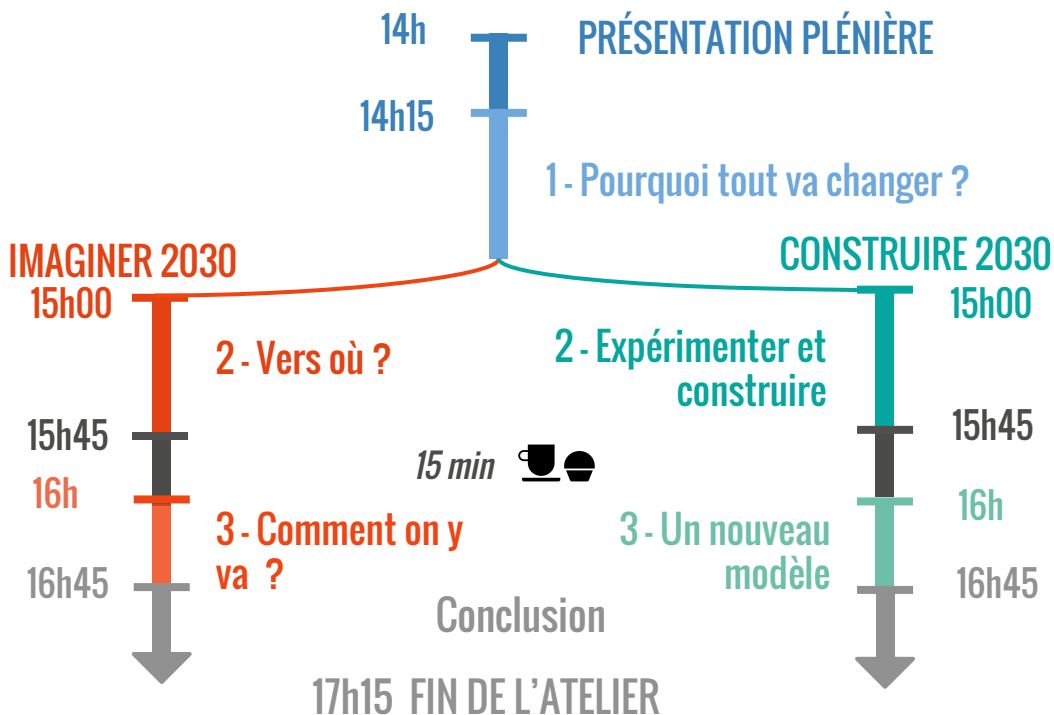 14h
PRÉSENTATION PLÉNIÈRE
14h15
1 - Pourquoi tout va changer ?
IMAGINER 2030
15h00
2 - Vers où ?
15h45
16h
3 - Comment on y
va ?
16h45
CONSTRUIRE 2030
15h00
2 - Expérimenter et
construire
15h45
16h
3 - Un nouveau
modèle
16h45
15 min
Conclusion
17h15 FIN DE L'ATELIER